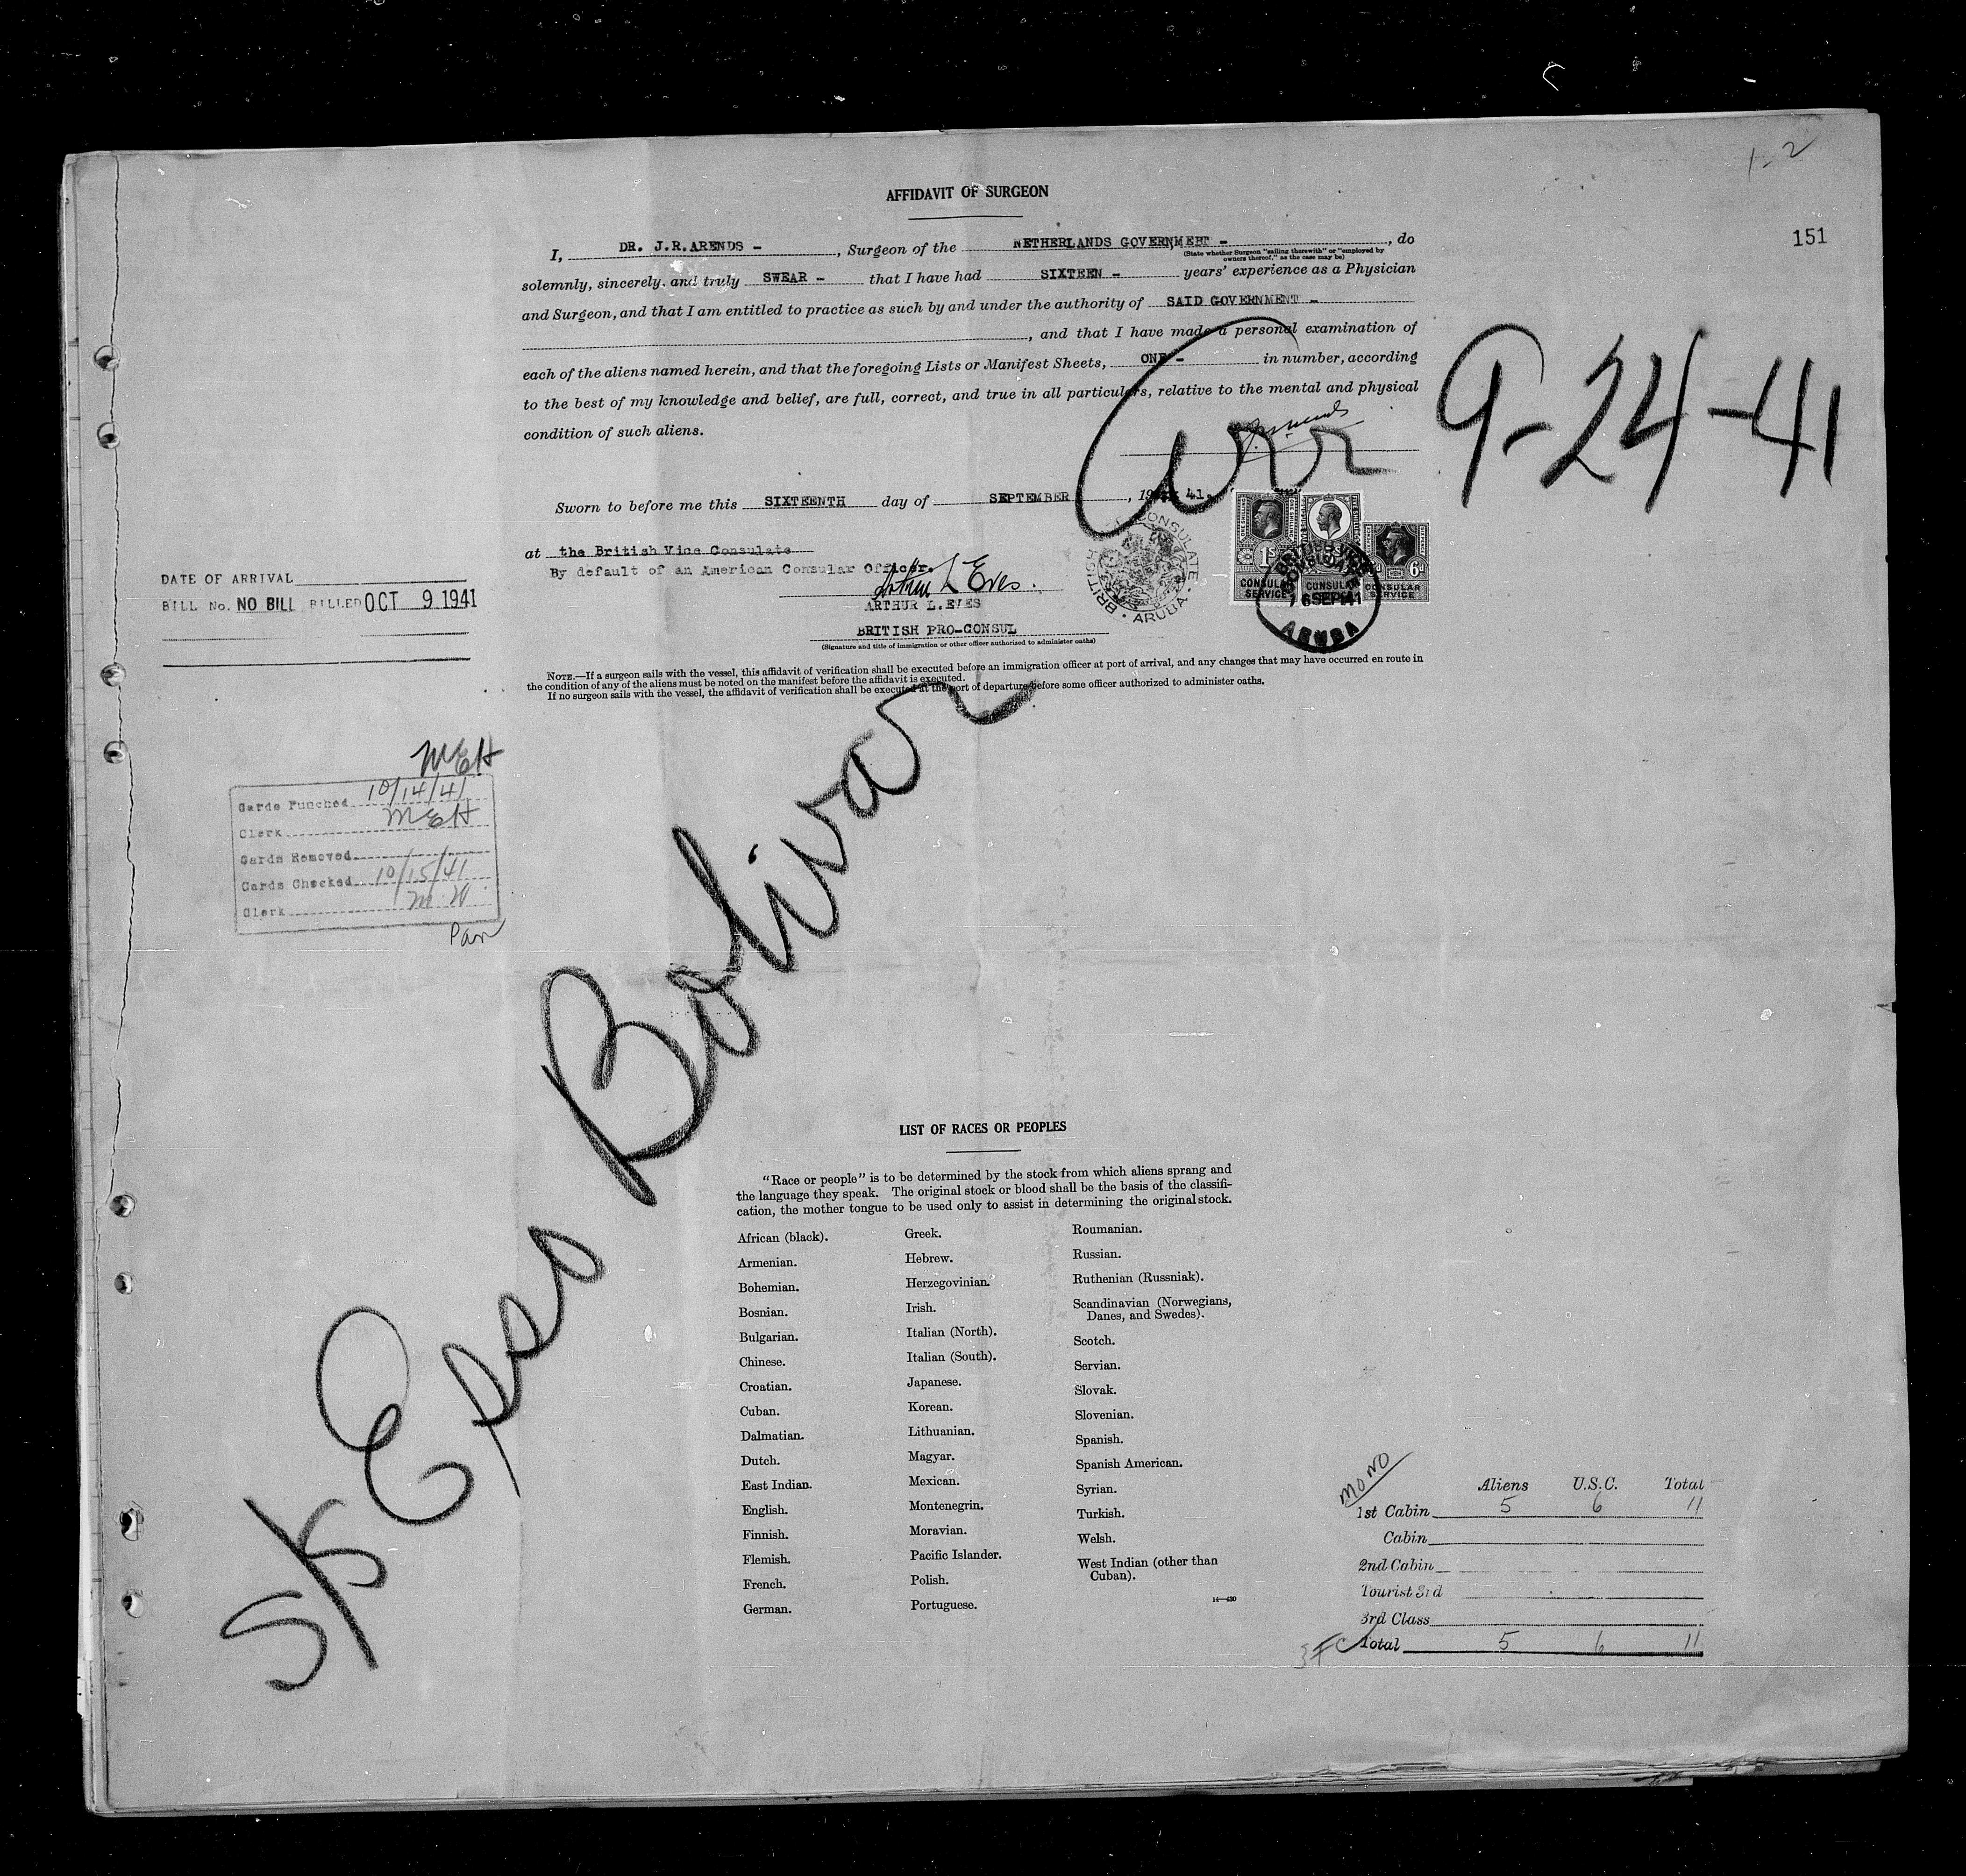 1-2
151
AFFIDAVIT OF SURGEON
I, DR. J.R.ARENDS - , Surgeon of the NETHERLANDS GOVERNMENT - , do
(State whether Surgeon "sailing therewith" or "employed by
owners thereof," as the case may be)
solemnly, sincerely, and truly SWEAR - that I have had SIXTEEN - years' experience as a Physician
and Surgeon, and that I am entitled to practice as such by and under the authority of SAID GOVERNMENT -
, and that I have made a personal examination of
each of the aliens named herein, and that the foregoing Lists or Manifest Sheets, ONE - in number, according
to the best of my knowledge and belief, are full, correct, and true in all particulars, relative to the mental and physical
condition of such aliens.
Arr 9-24-41
Sworn to before me this SIXTEENTH day of SEPTEMBER , 19 41.
at the British Vice Consulate
By default of an American Consular Officer.
Arthur L Eves.
ARTHUR L.EVES
BRITISH PRO-CONSUL
(Signature and title of immigration or other officer authorized to administer oaths)
BRITISH CONSULATE · ARUBA ·
1s
6d
CONSULAR SERVICE
CONSULAR
CONSULAR SERVICE
BRITISH VICE CONSULATE
16SEP141
ARUBA
DATE OF ARRIVAL
BILL No. NO BILL BILLED OCT 9 1941
NOTE.—If a surgeon sails with the vessel, this affidavit of verification shall be executed before an immigration officer at port of arrival, and any changes that may have occurred en route in
the condition of any of the aliens must be noted on the manifest before the affidavit is executed.
If no surgeon sails with the vessel, the affidavit of verification shall be executed at the port of departure before some officer authorized to administer oaths.
MEH
Cards Punched 10/14/41
Clerk MEH
Cards Removed
Cards Checked 10/15/41
Clerk M.W.
Pan
S/S Esso Bolivar
LIST OF RACES OR PEOPLES
"Race or people" is to be determined by the stock from which aliens sprang and
the language they speak. The original stock or blood shall be the basis of the classifi-
cation, the mother tongue to be used only to assist in determining the original stock.
African (black).
Armenian.
Bohemian.
Bosnian.
Bulgarian.
Chinese.
Croatian.
Cuban.
Dalmatian.
Dutch.
East Indian.
English.
Finnish.
Flemish.
French.
German.
Greek.
Hebrew.
Herzegovinian.
Irish.
Italian (North).
Italian (South).
Japanese.
Korean.
Lithuanian.
Magyar.
Mexican.
Montenegrin.
Moravian.
Pacific Islander.
Polish.
Portuguese.
Roumanian.
Russian.
Ruthenian (Russniak).
Scandinavian (Norwegians,
Danes, and Swedes).
Scotch.
Servian.
Slovak.
Slovenian.
Spanish.
Spanish American.
Syrian.
Turkish.
Welsh.
West Indian (other than
Cuban).
14—430
MONO
Aliens U.S.C. Total
1st Cabin 5 6 11
Cabin
2nd Cabin
Tourist 3rd
3rd Class
Total 5 6 11